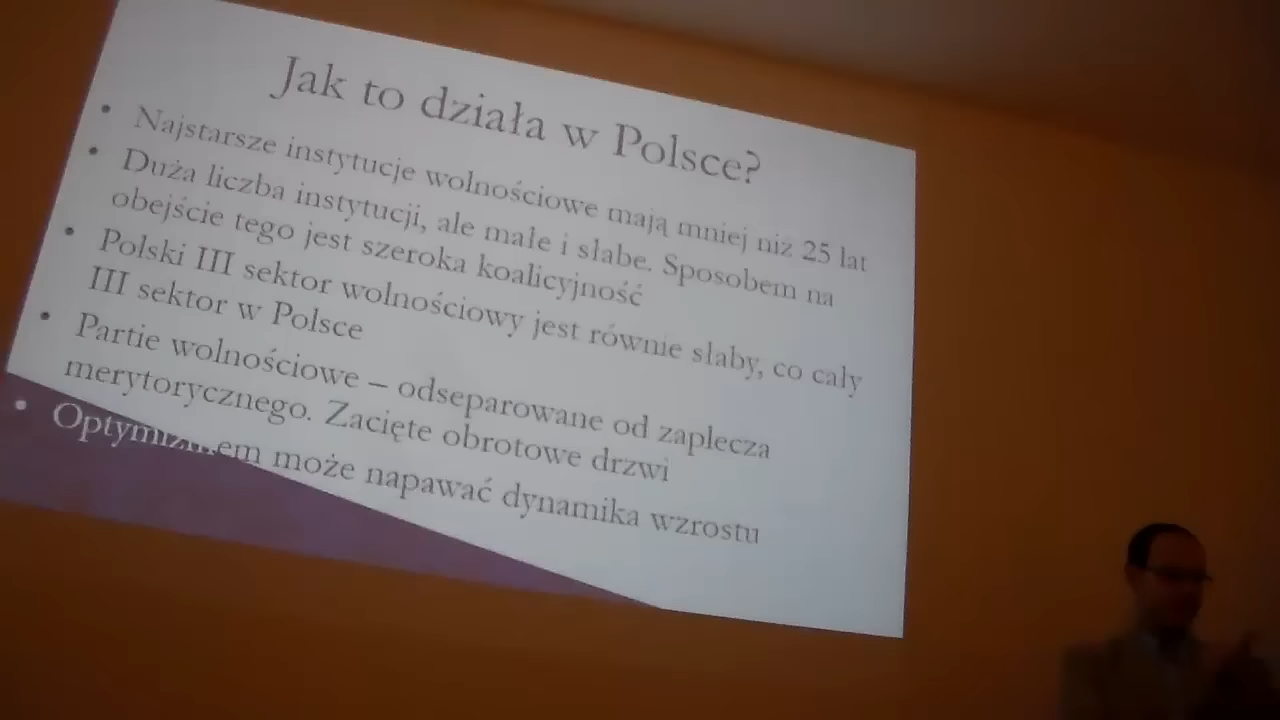 Jak to działa w Polsce?
• Najstarsze instytucje wolnościowe mają mniej niż 25 lat
• Duża liczba instytucji, ale małe i słabe. Sposobem na
obejście tego jest szeroka koalicyjność
• Polski III sektor wolnościowy jest równie słaby, co cały
III sektor w Polsce
• Partie wolnościowe – odseparowane od zaplecza
merytorycznego. Zacięte obrotowe drzwi
• Optymizmem może napawać dynamika wzrostu